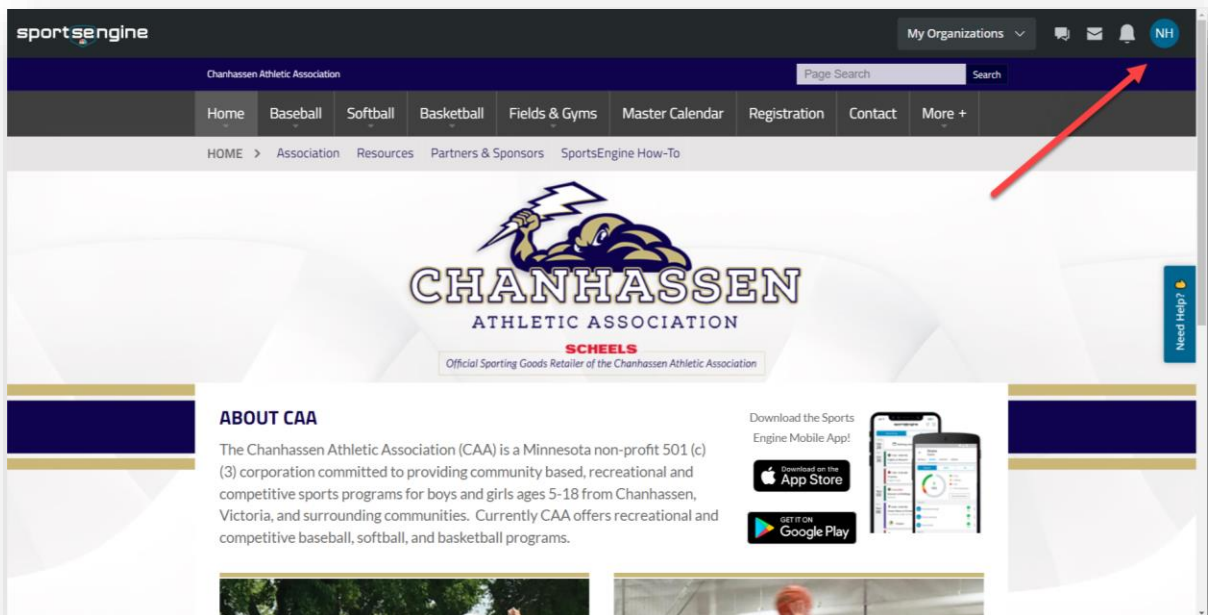 sportsengine
My Organizations
NH
Chanhassen Athletic Association
Page Search
Search
Home Baseball Softball Basketball Fields & Gyms Master Calendar Registration Contact More +
HOME > Association Resources Partners & Sponsors SportsEngine How-To
CHANHASSEN
ATHLETIC ASSOCIATION
SCHEELS
Official Sporting Goods Retailer of the Chanhassen Athletic Association
Need Help?
ABOUT CAA
The Chanhassen Athletic Association (CAA) is a Minnesota non-profit 501 (c)
(3) corporation committed to providing community based, recreational and
competitive sports programs for boys and girls ages 5-18 from Chanhassen,
Victoria, and surrounding communities.  Currently CAA offers recreational and
competitive baseball, softball, and basketball programs.
Download the Sports
Engine Mobile App!
Download on the
App Store
GET IT ON
Google Play